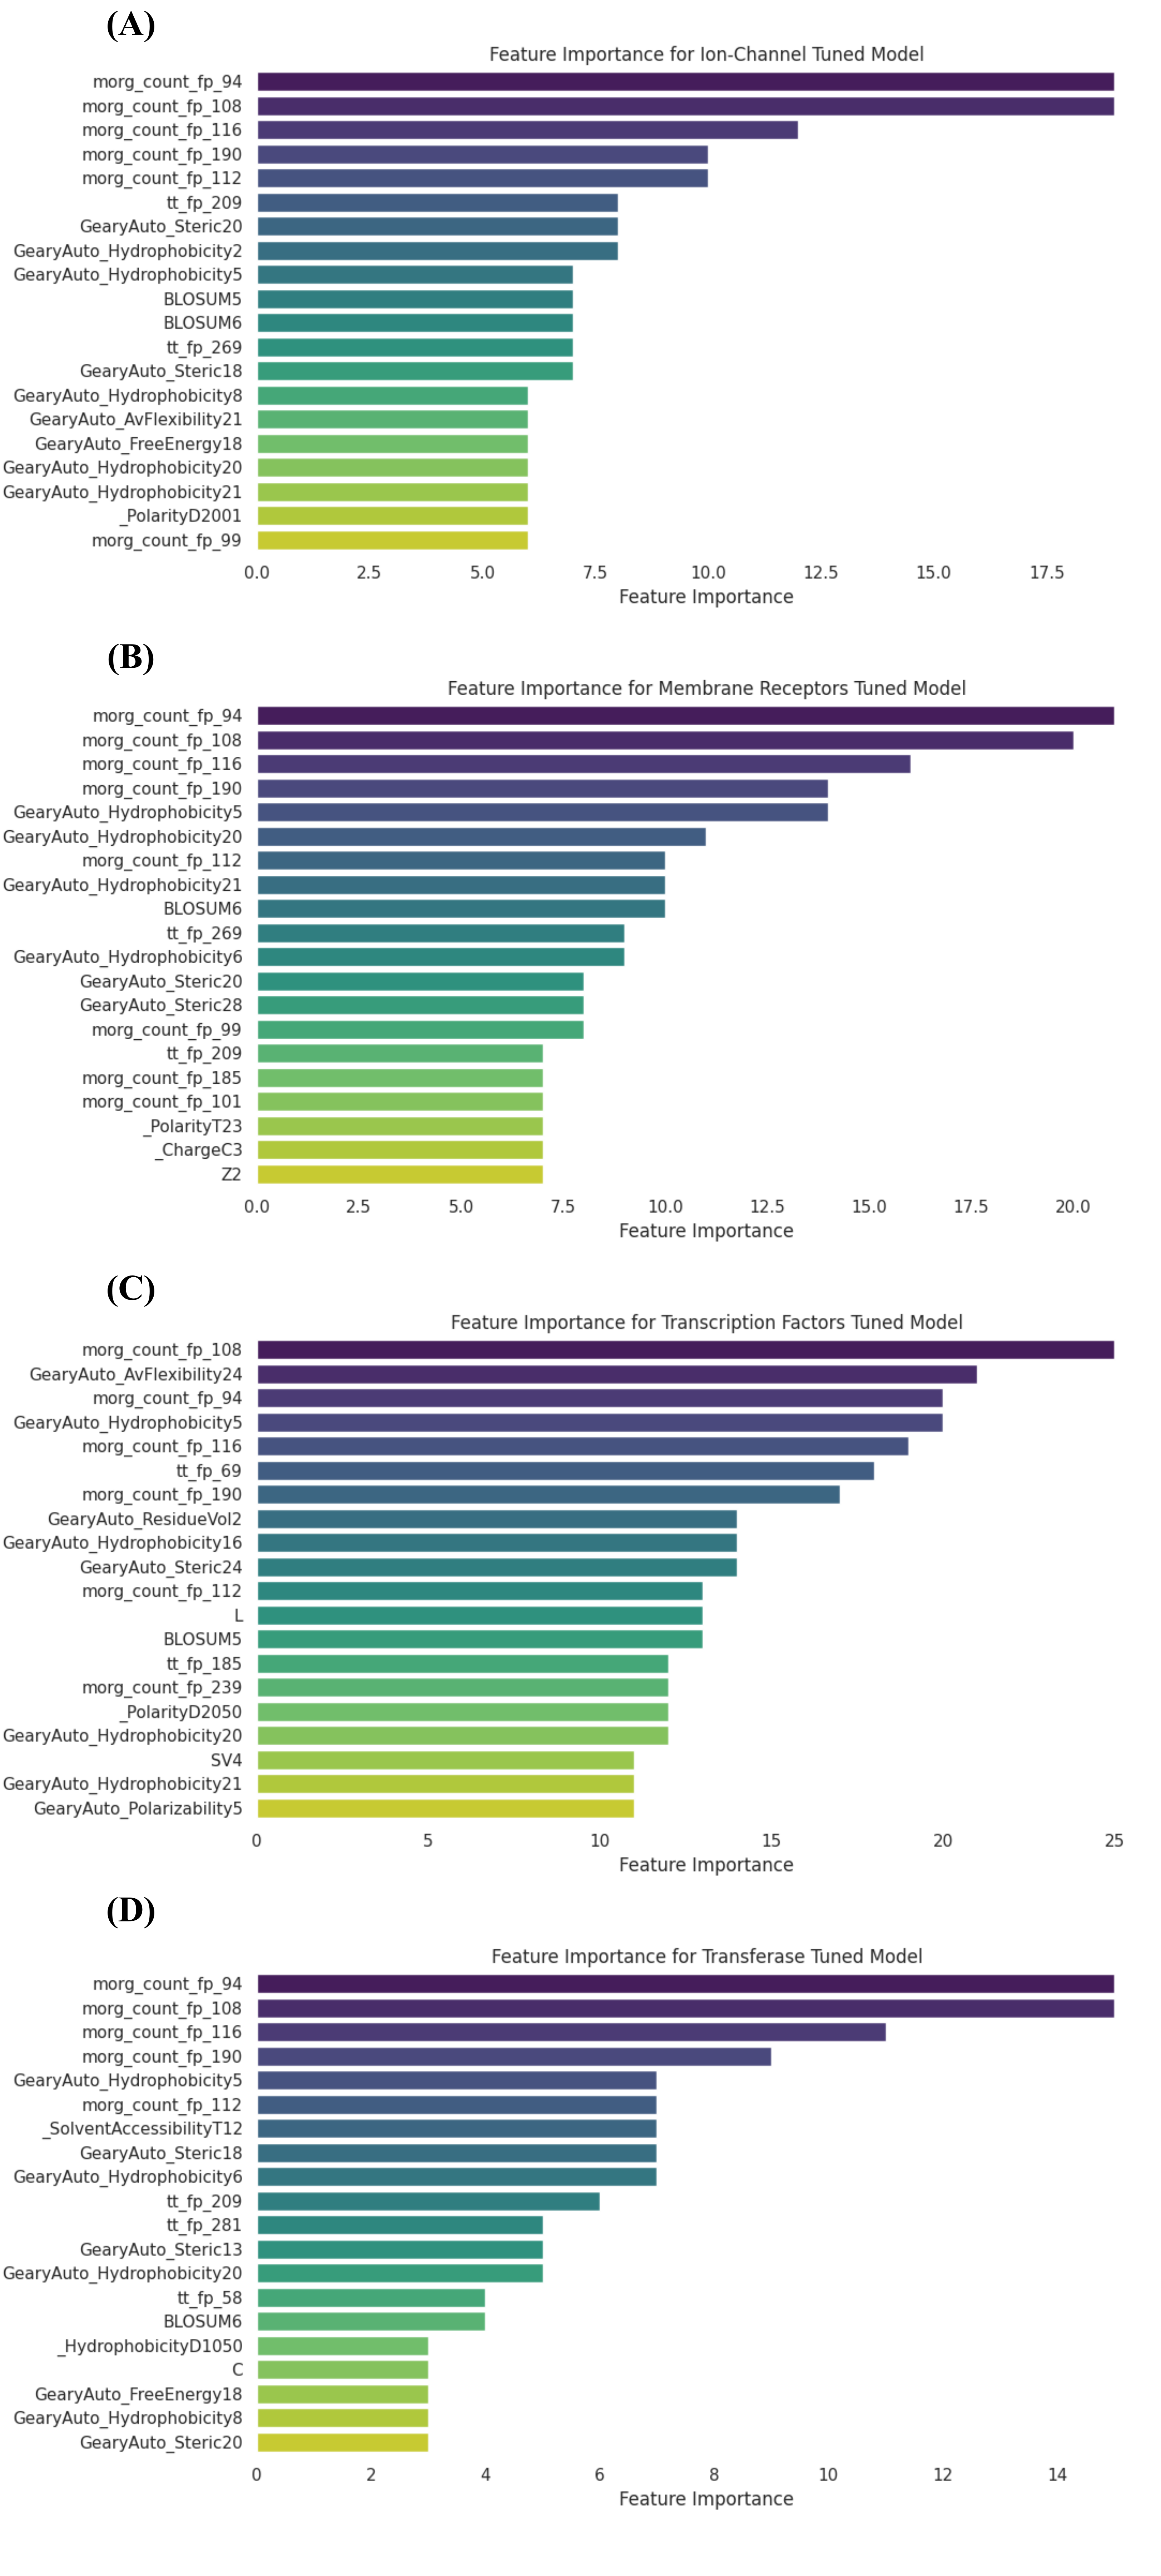 (A)
Feature Importance for Ion-Channel Tuned Model
morg_count_fp_94
morg_count_fp_108
morg_count_fp_116
morg_count_fp_190
morg_count_fp_112
tt_fp_209
GearyAuto_Steric20
GearyAuto_Hydrophobicity2
GearyAuto_Hydrophobicity5
BLOSUM5
BLOSUM6
tt_fp_269
GearyAuto_Steric18
GearyAuto_Hydrophobicity8
GearyAuto_AvFlexibility21
GearyAuto_FreeEnergy18
GearyAuto_Hydrophobicity20
GearyAuto_Hydrophobicity21
_PolarityD2001
morg_count_fp_99
0.0 2.5 5.0 7.5 10.0 12.5 15.0 17.5
Feature Importance
(B)
Feature Importance for Membrane Receptors Tuned Model
morg_count_fp_94
morg_count_fp_108
morg_count_fp_116
morg_count_fp_190
GearyAuto_Hydrophobicity5
GearyAuto_Hydrophobicity20
morg_count_fp_112
GearyAuto_Hydrophobicity21
BLOSUM6
tt_fp_269
GearyAuto_Hydrophobicity6
GearyAuto_Steric20
GearyAuto_Steric28
morg_count_fp_99
tt_fp_209
morg_count_fp_185
morg_count_fp_101
_PolarityT23
_ChargeC3
Z2
0.0 2.5 5.0 7.5 10.0 12.5 15.0 17.5 20.0
Feature Importance
(C)
Feature Importance for Transcription Factors Tuned Model
morg_count_fp_108
GearyAuto_AvFlexibility24
morg_count_fp_94
GearyAuto_Hydrophobicity5
morg_count_fp_116
tt_fp_69
morg_count_fp_190
GearyAuto_ResidueVol2
GearyAuto_Hydrophobicity16
GearyAuto_Steric24
morg_count_fp_112
L
BLOSUM5
tt_fp_185
morg_count_fp_239
_PolarityD2050
GearyAuto_Hydrophobicity20
SV4
GearyAuto_Hydrophobicity21
GearyAuto_Polarizability5
0 5 10 15 20 25
Feature Importance
(D)
Feature Importance for Transferase Tuned Model
morg_count_fp_94
morg_count_fp_108
morg_count_fp_116
morg_count_fp_190
GearyAuto_Hydrophobicity5
morg_count_fp_112
_SolventAccessibilityT12
GearyAuto_Steric18
GearyAuto_Hydrophobicity6
tt_fp_209
tt_fp_281
GearyAuto_Steric13
GearyAuto_Hydrophobicity20
tt_fp_58
BLOSUM6
_HydrophobicityD1050
C
GearyAuto_FreeEnergy18
GearyAuto_Hydrophobicity8
GearyAuto_Steric20
0 2 4 6 8 10 12 14
Feature Importance